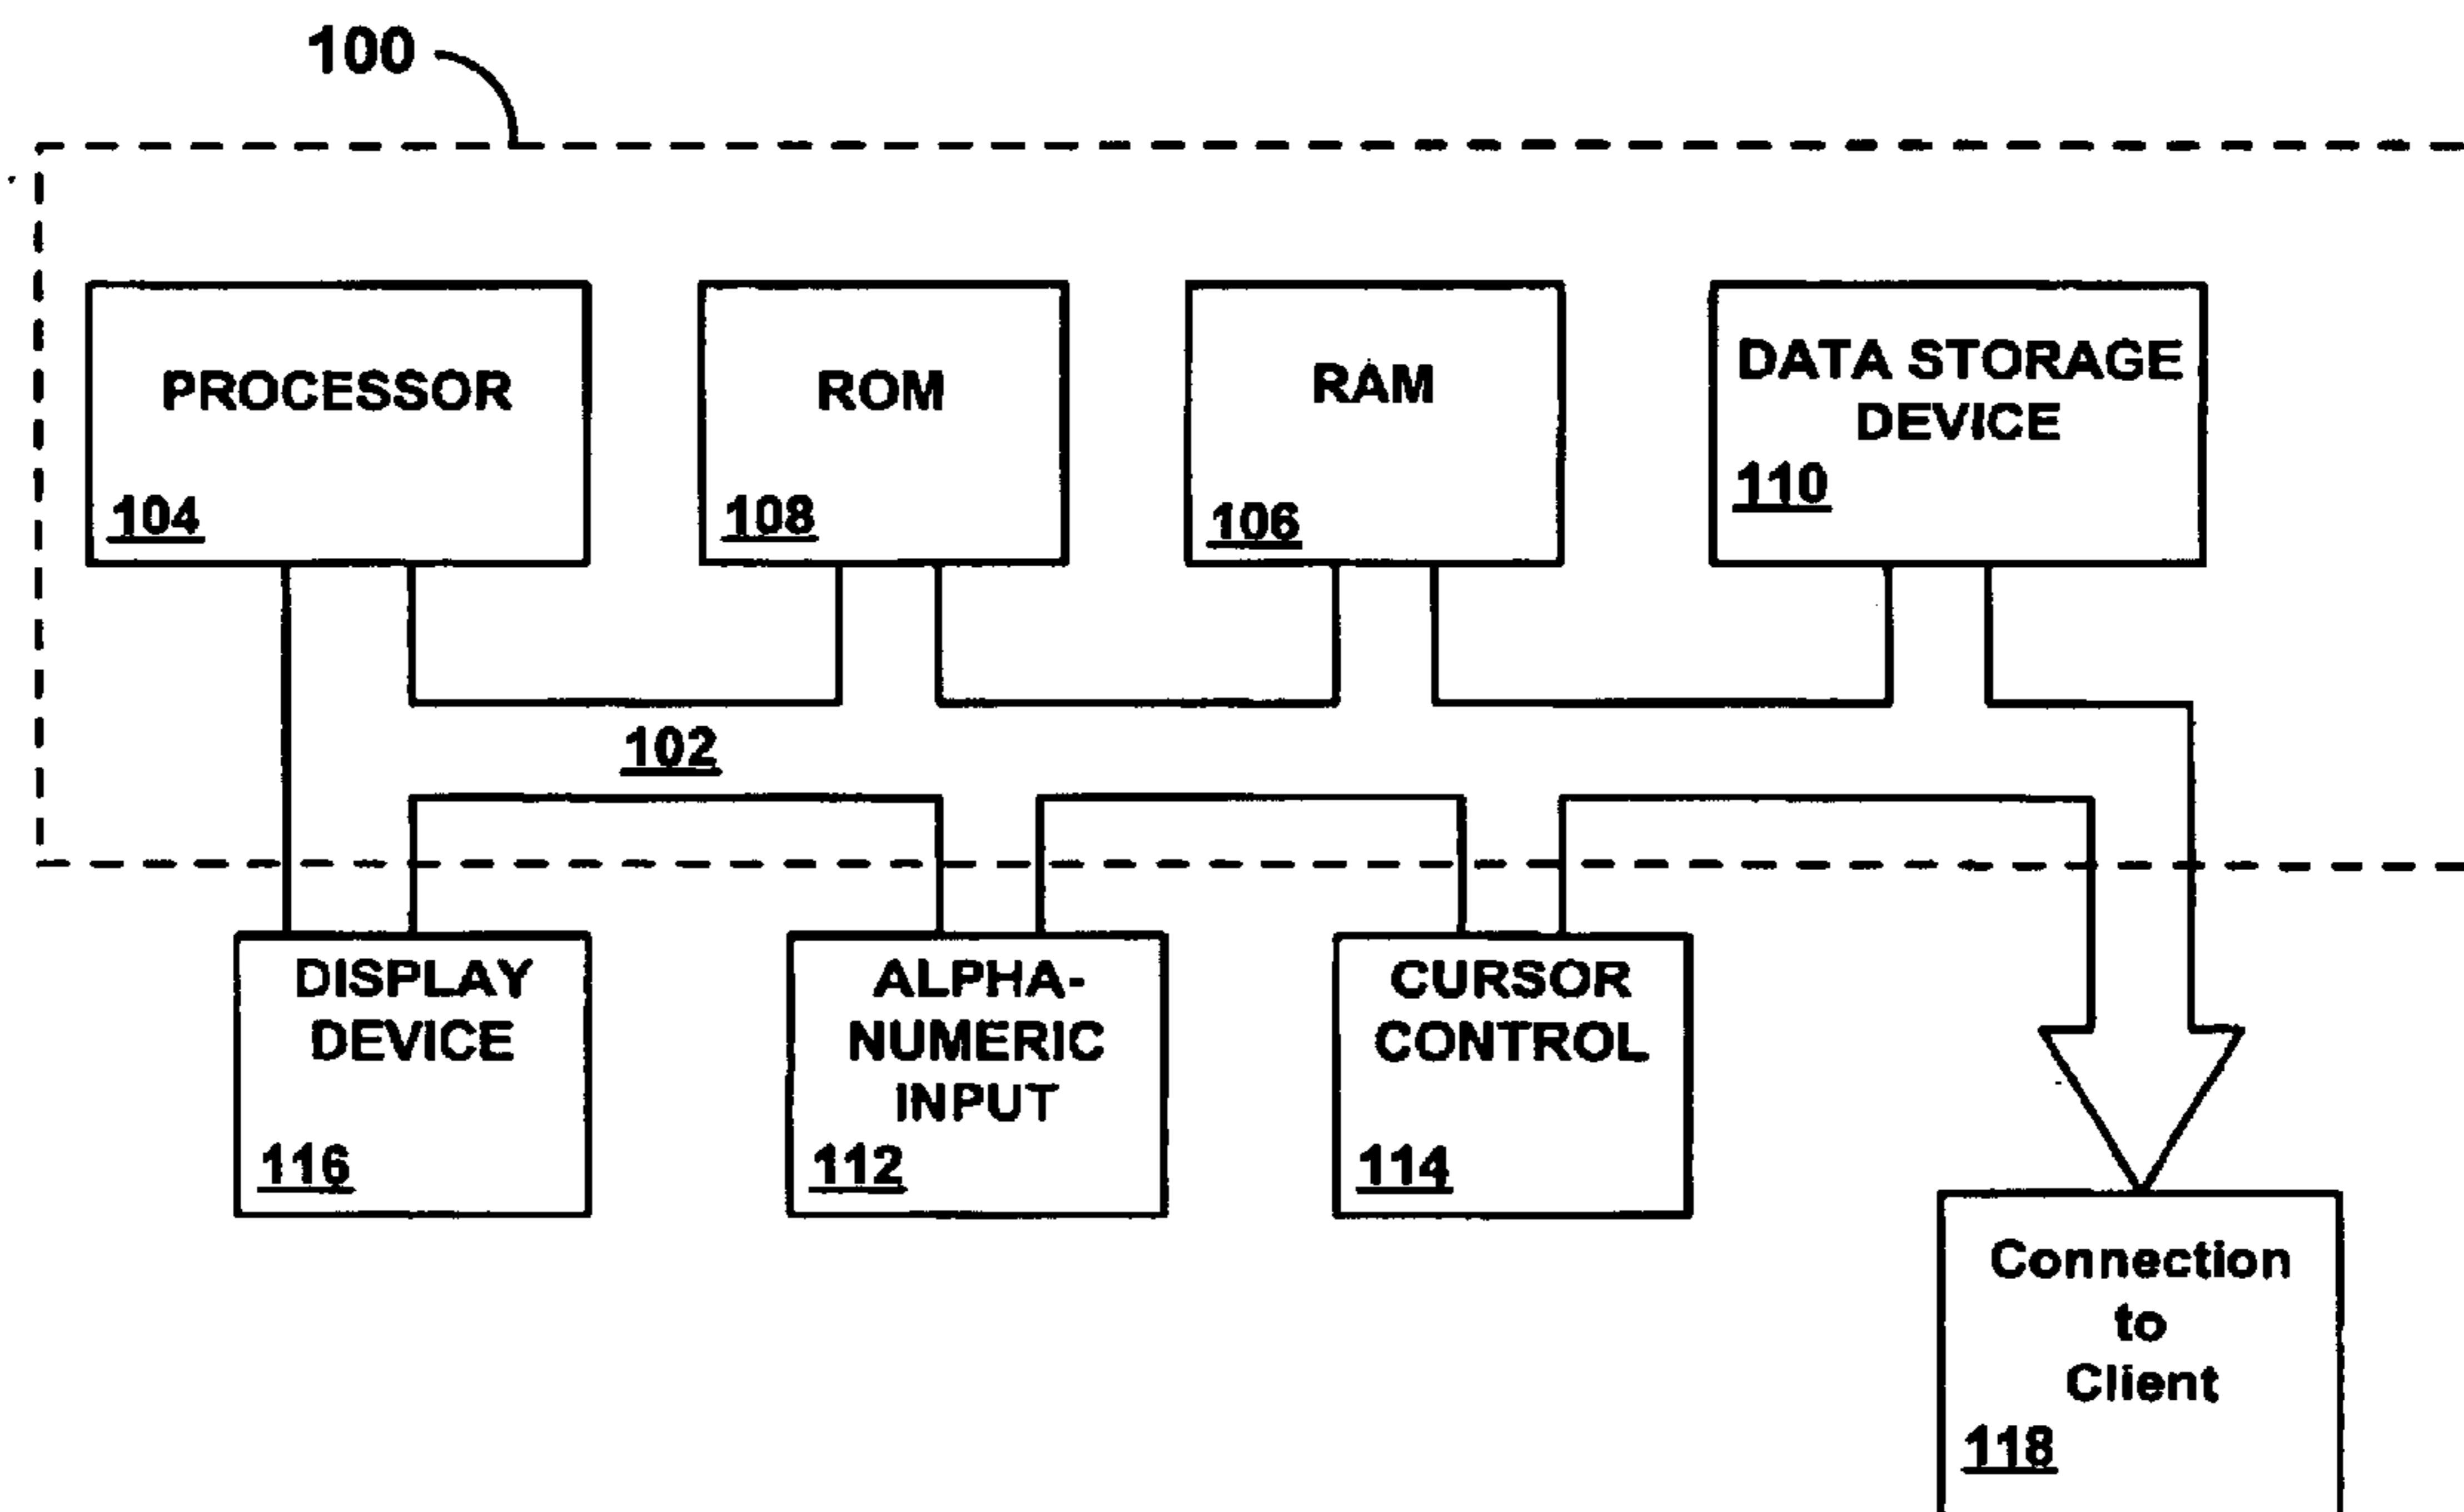 100
PROCESSOR
104
ROM
108
RAM
106
DATA STORAGE
DEVICE
110
102
DISPLAY
DEVICE
116
ALPHA-
NUMERIC
INPUT
112
CURSOR
CONTROL
114
Connection
to
Client
118